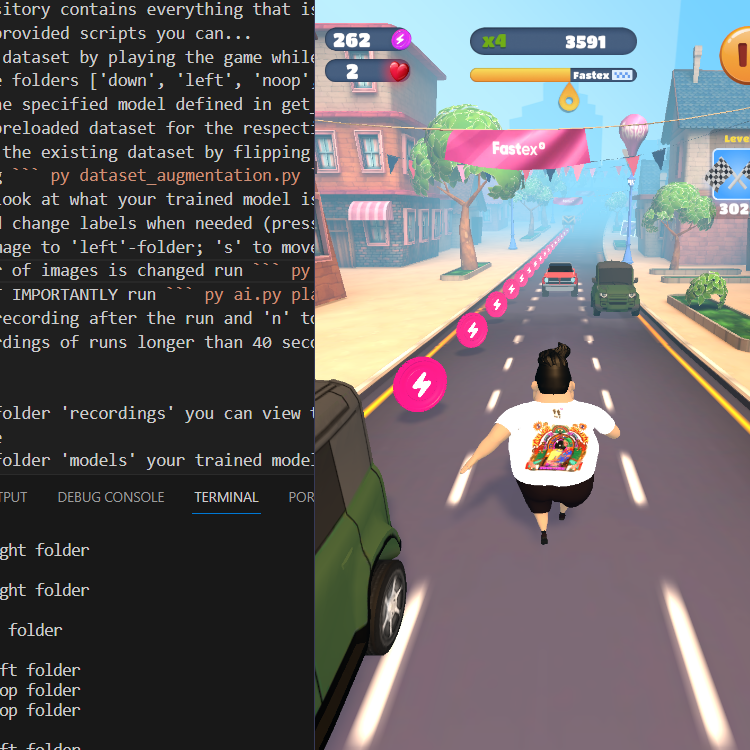 sitory contains everything that is
provided scripts you can...
dataset by playing the game while
e folders ['down', 'left', 'noop',
he specified model defined in get_
preloaded dataset for the respecti
the existing dataset by flipping
g ``` py dataset_augmentation.py
look at what your trained model is
d change labels when needed (press
mage to 'left'-folder; 's' to move
r of images is changed run ``` py
T IMPORTANTLY run ``` py ai.py pla
recording after the run and 'n' to
rdings of runs longer than 40 seco
folder 'recordings' you can view t
e
folder 'models' your trained model
TPUT DEBUG CONSOLE TERMINAL POR
ght folder
ght folder
folder
ft folder
op folder
op folder
ft folder
262
x4 3591
2
Fastex
Fastex
Level
302